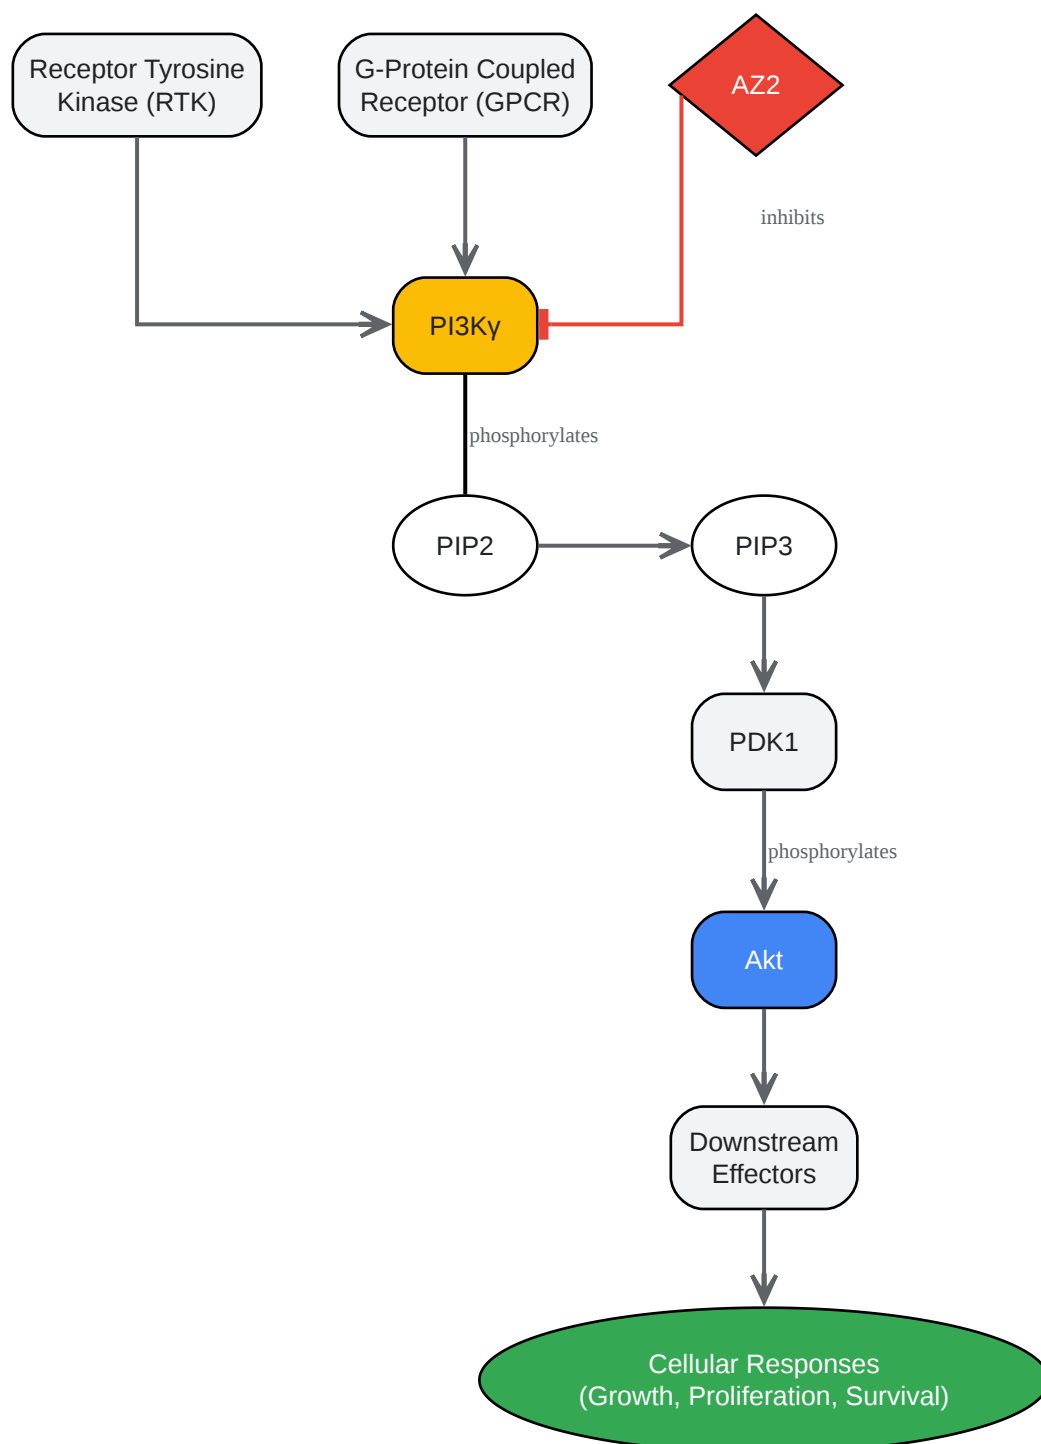 Receptor Tyrosine
Kinase (RTK)
G-Protein Coupled
Receptor (GPCR)
AZ2
inhibits
PI3Kγ
phosphorylates
PIP2
PIP3
PDK1
phosphorylates
Akt
Downstream
Effectors
Cellular Responses
(Growth, Proliferation, Survival)